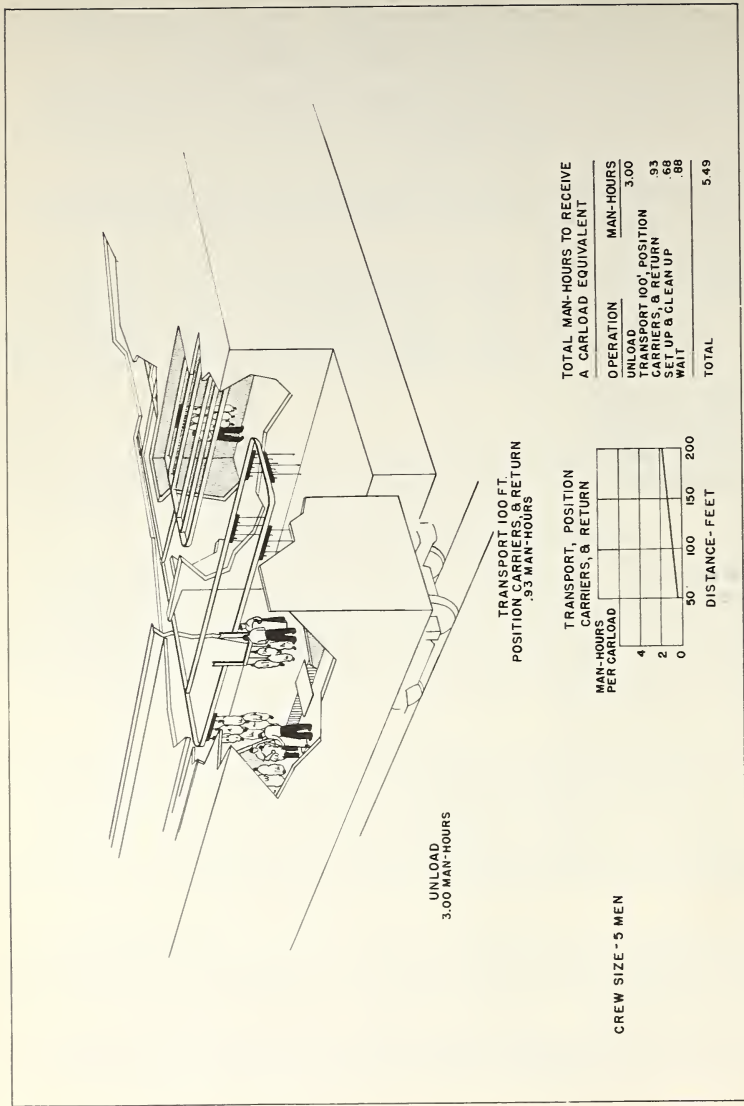 UNLOAD
3.00 MAN-HOURS
TRANSPORT 100 FT.
POSITION CARRIERS, & RETURN
.93 MAN-HOURS
CREW SIZE - 5 MEN
TRANSPORT, POSITION
CARRIERS, & RETURN
MAN-HOURS
PER CARLOAD
4
2
0
50
100
150
200
DISTANCE-FEET
TOTAL MAN-HOURS TO RECEIVE
A CARLOAD EQUIVALENT
OPERATION MAN-HOURS
UNLOAD 3.00
TRANSPORT 100', POSITION
CARRIERS, & RETURN .93
SET UP & CLEAN UP .68
WAIT .88
TOTAL 5.49